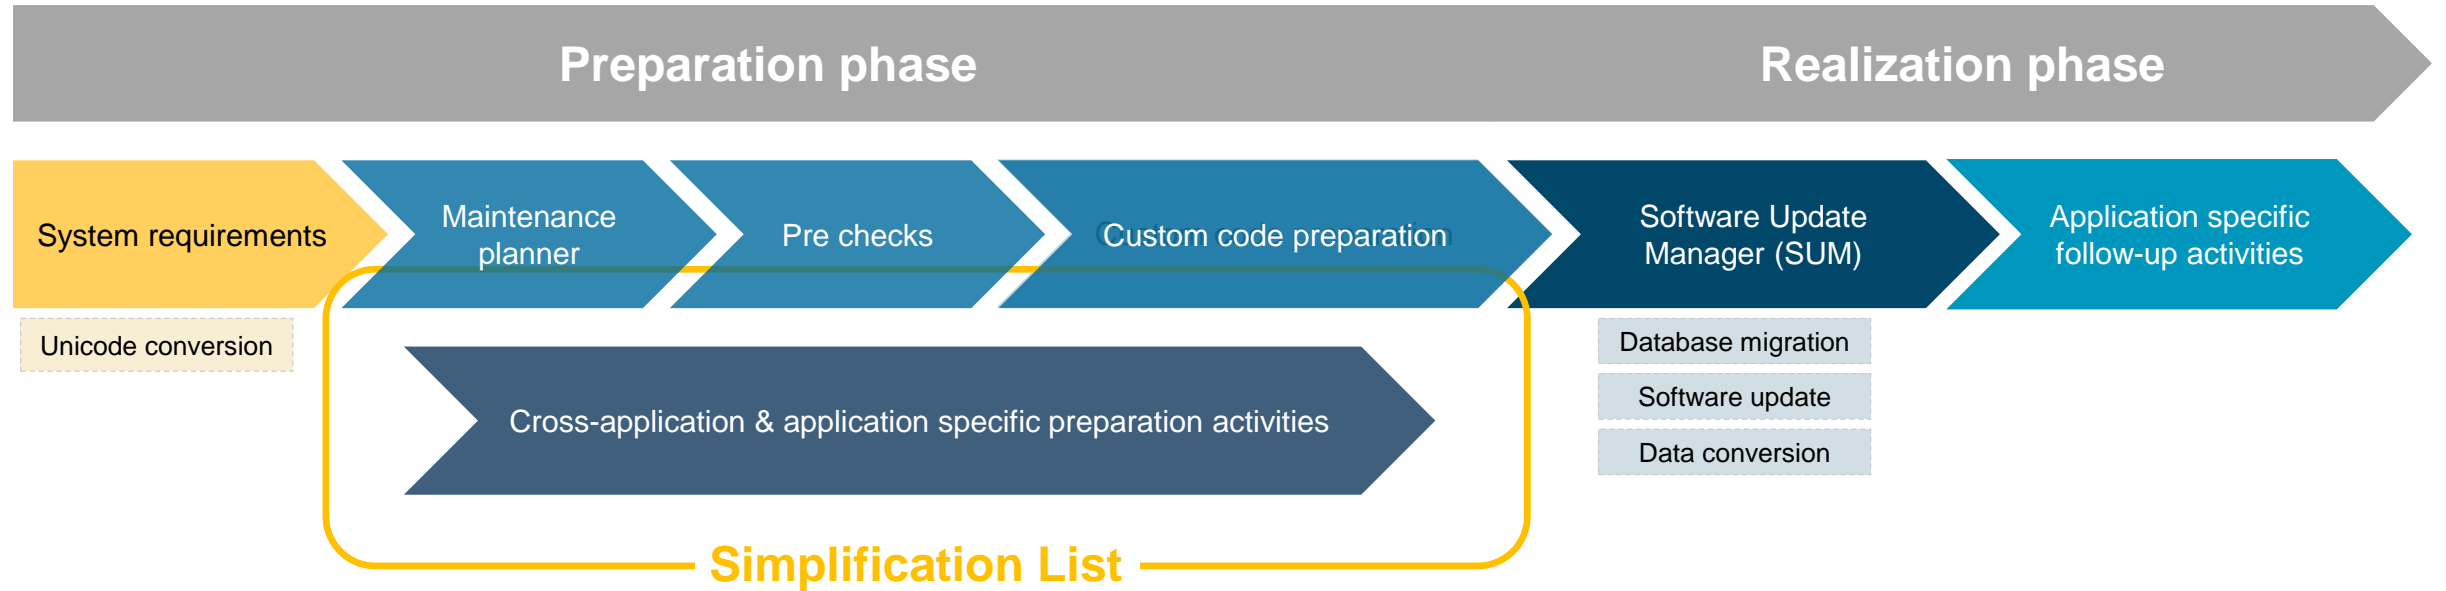 Preparation phase
Realization phase
System requirements
Maintenance
planner
Pre checks
Custom code preparation
Software Update
Manager (SUM)
Application specific
follow-up activities
Unicode conversion
Database migration
Software update
Data conversion
Cross-application & application specific preparation activities
Simplification List